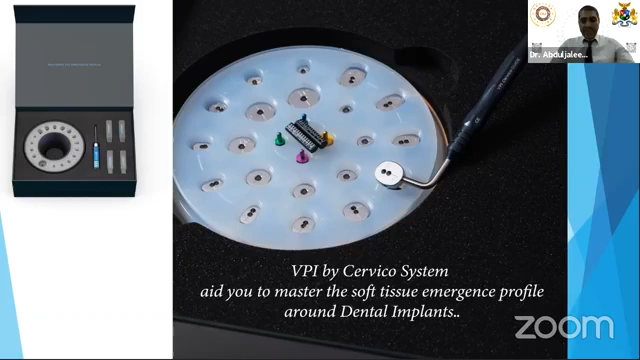 Dr. Abduljalee...
VPI by Cervico System
aid you to master the soft tissue emergence profile
around Dental Implants..
zoom